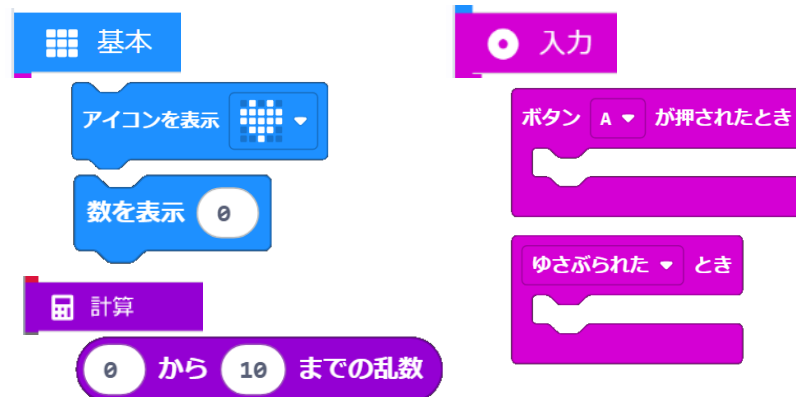 基本
アイコンを表示
数を表示 0
計算
0 から 10 までの乱数
入力
ボタン A が押されたとき
ゆさぶられた とき